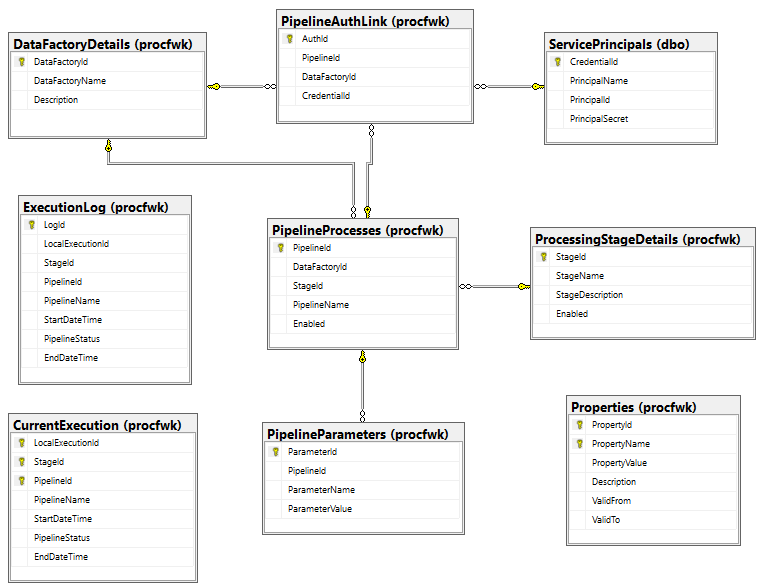 PipelineAuthLink (procfwk)
AuthId
PipelineId
DataFactoryId
CredentialId
DataFactoryDetails (procfwk)
DataFactoryId
DataFactoryName
Description
ServicePrincipals (dbo)
CredentialId
PrincipalName
PrincipalId
PrincipalSecret
ExecutionLog (procfwk)
LogId
LocalExecutionId
StageId
PipelineId
PipelineName
StartDateTime
PipelineStatus
EndDateTime
PipelineProcesses (procfwk)
PipelineId
DataFactoryId
StageId
PipelineName
Enabled
ProcessingStageDetails (procfwk)
StageId
StageName
StageDescription
Enabled
CurrentExecution (procfwk)
LocalExecutionId
StageId
PipelineId
PipelineName
StartDateTime
PipelineStatus
EndDateTime
PipelineParameters (procfwk)
ParameterId
PipelineId
ParameterName
ParameterValue
Properties (procfwk)
PropertyId
PropertyName
PropertyValue
Description
ValidFrom
ValidTo